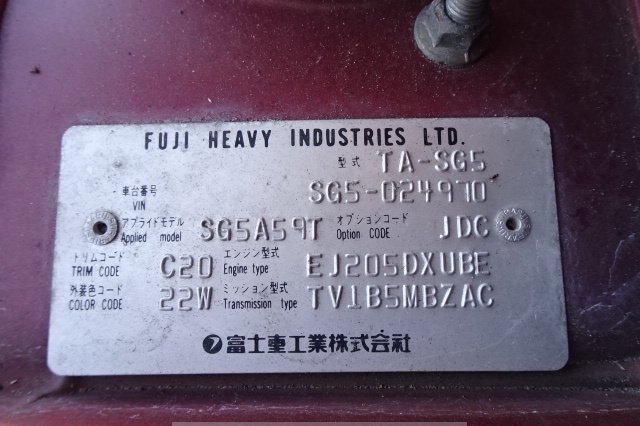 FUJI HEAVY INDUSTRIES LTD.
型式 TA-SG5
車台番号 VIN SG5-024970
アプライドモデル Applied model SG5A59T オプションコード Option CODE JDC
トリムコード TRIM CODE C20 エンジン型式 Engine type EJ205DXUBE
外装色コード COLOR CODE 22W ミッション型式 Transmission type TV1B5MBZAC
富士重工業株式会社